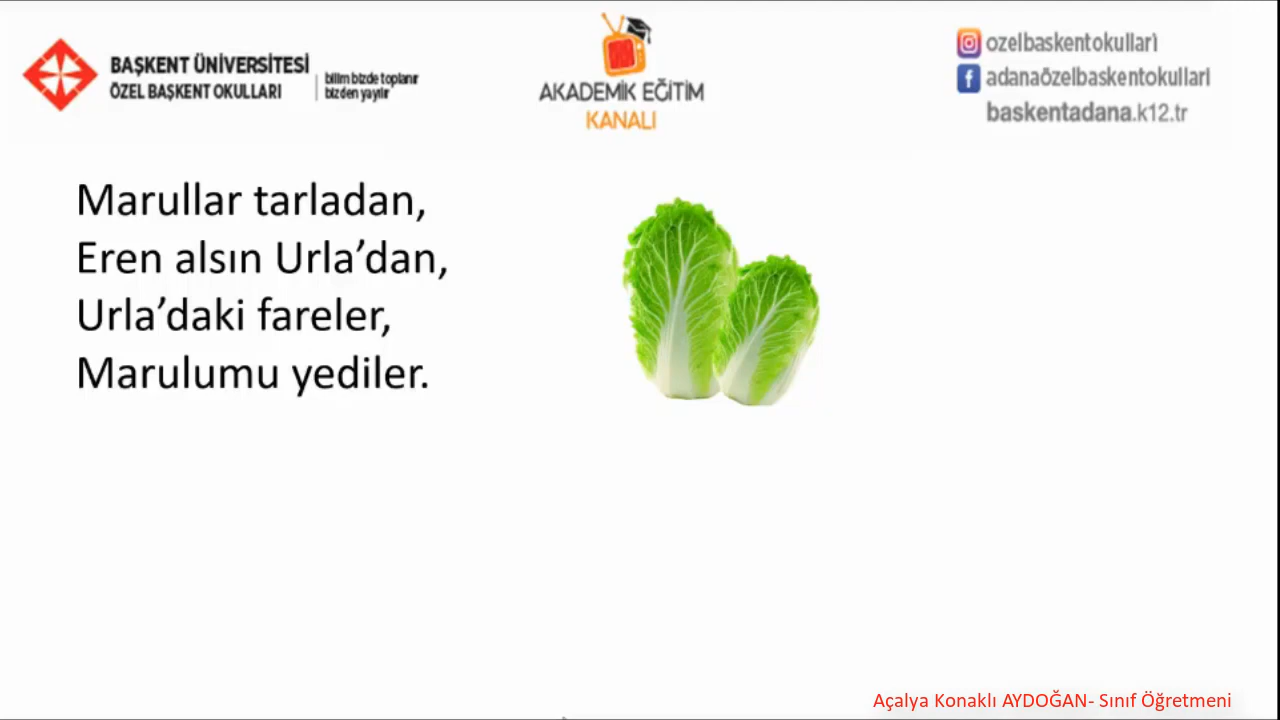 BAŞKENT ÜNİVERSİTESİ
ÖZEL BAŞKENT OKULLARI
bilim bizde toplanır
bizden yayılır
AKADEMİK EĞİTİM
KANALI
ozelbaskentokulları
adanaözelbaskentokullarI
baskentadana.k12.tr
Marullar tarladan,
Eren alsın Urla’dan,
Urla’daki fareler,
Marulumu yediler.
Açalya Konaklı AYDOĞAN- Sınıf Öğretmeni